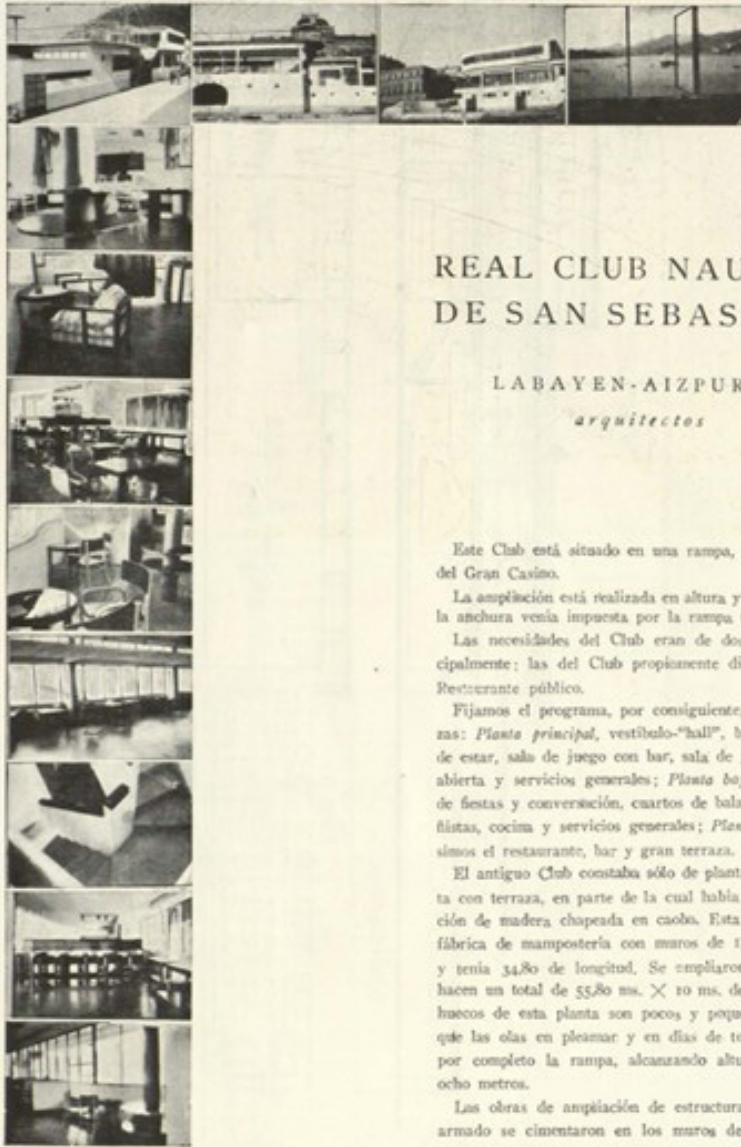 REAL CLUB NAU
DE SAN SEBAS
LABAYEN-AIZPUR
arquitectos
Este Club está situado en una rampa,
del Gran Casino.
La ampliación está realizada en altura y
la anchura venía impuesta por la rampa
Las necesidades del Club eran de dos
cipalmente; las del Club propiamente di
Restaurante público.
Fijamos el programa, por consiguiente,
zas: Planta principal, vestíbulo-"hall", b
de estar, sala de juego con bar, sala de
abierta y servicios generales; Planta baj
de fiestas y conversación, cuartos de bala
ñistas, cocina y servicios generales; Plan
simos el restaurante, bar y gran terraza.
El antiguo Club constaba sólo de plant
ta con terraza, en parte de la cual había
ción de madera chapeada en caoba. Esta
fábrica de mampostería con muros de 1
y tenía 34,80 de longitud. Se ampliaron
hacen un total de 55,80 ms. × 10 ms. de
huecos de esta planta son pocos y pequ
que las olas en pleamar y en días de te
por completo la rampa, alcanzando altu
ocho metros.
Las obras de ampliación de estructura
armado se cimentaron en los muros de